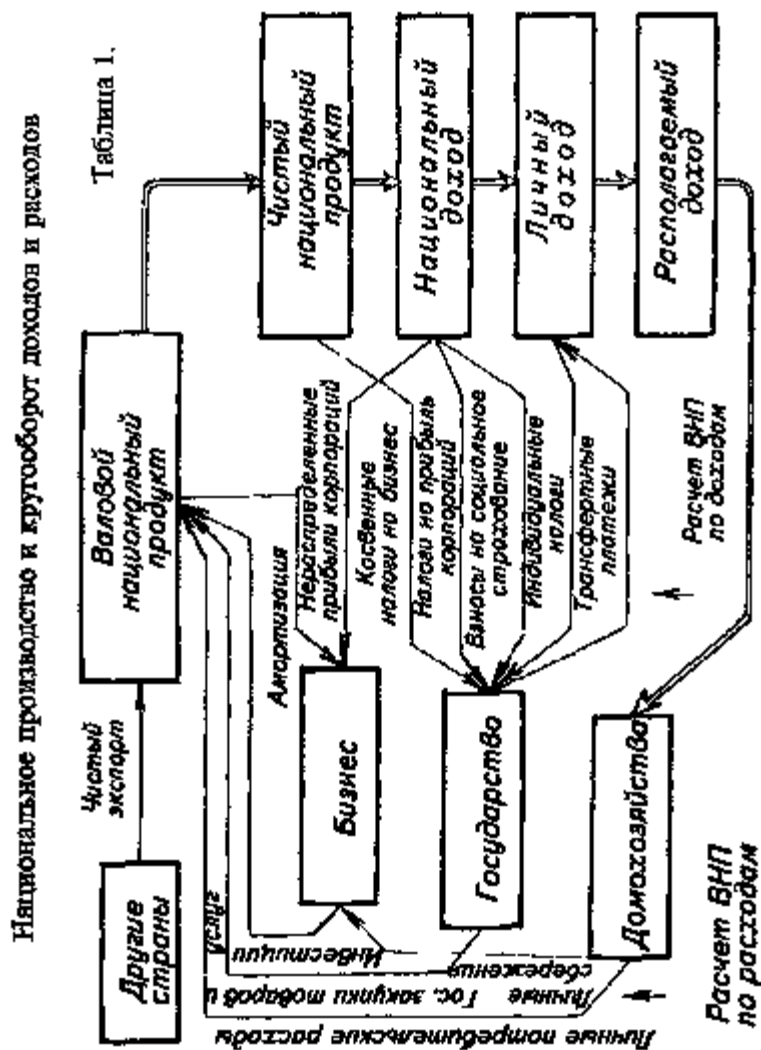 Национальное производство и кругооборот доходон и расходов
Таблица 1.
Другие
страны
Чистый
экспорт
Валовой
национальный
продукт
Чистый
национальный
продукт
Национальный
доход
Личный
доход
Располагаемый
доход
Амортизация
Нераспределенные
прибыли корпораций
Косвенные
налоги на бизнес
Налоги на прибыль
корпораций
Взносы на социальное
страхование
Индивидуальные
налоги
Трансфертные
платежи
Бизнес
Государство
Домохозяйства
Инвестиции
Личные
сбережения
Гос. закупки товаров и
услуг
Личные потребительские расходы
Расчет ВНП
по доходам
Расчет ВНП
по расходам